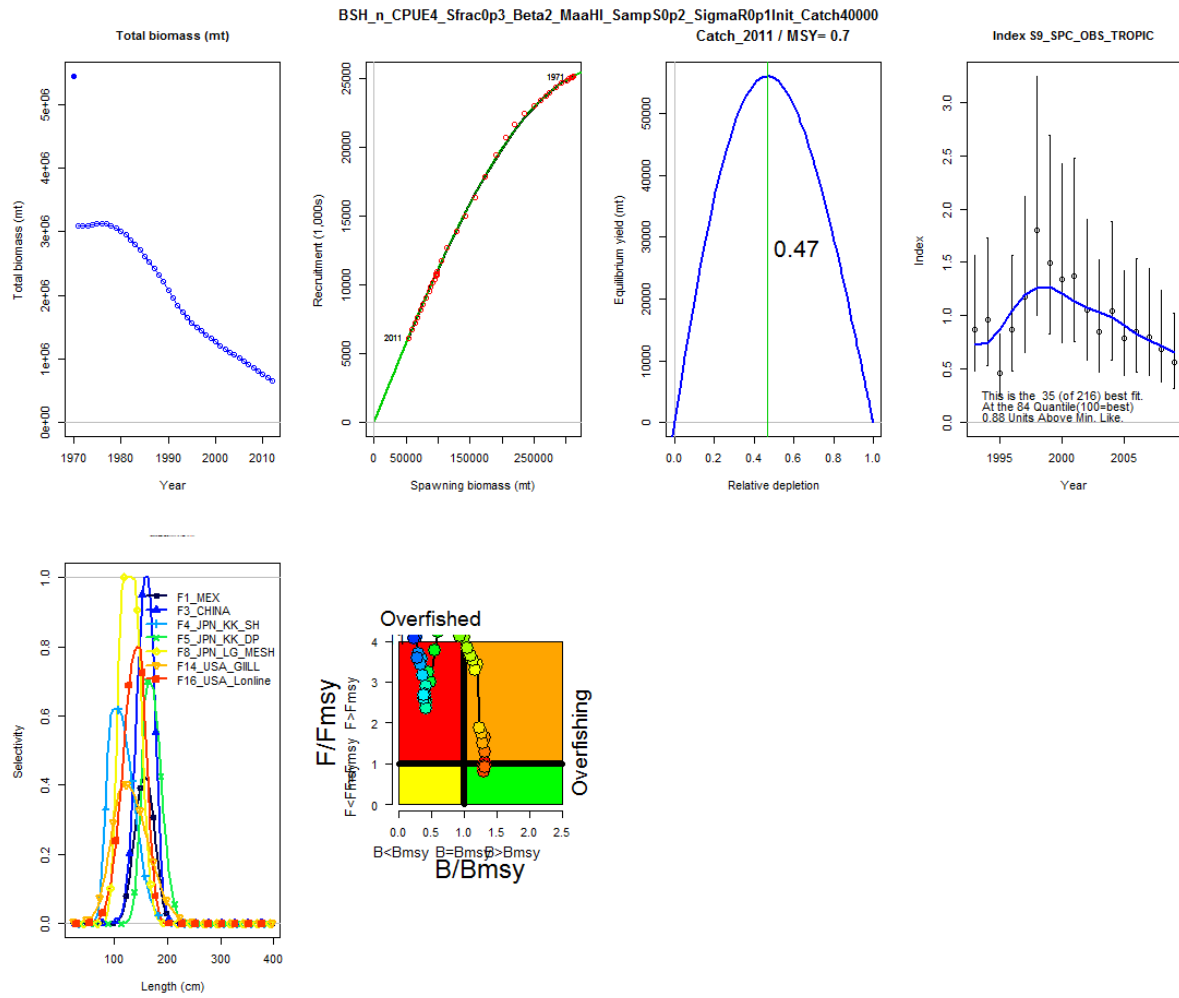 BSH_n_CPUE4_Sfrac0p3_Beta2_MaaHI_SampS0p2_SigmaR0p1Init_Catch40000
Total biomass (mt)
Total biomass (mt)
0e+00 1e+06 2e+06 3e+06 4e+06 5e+06
1970 1980 1990 2000 2010
Year
Recruitment (1,000s)
0 5000 10000 15000 20000 25000
1971
2011
0 50000 150000 250000
Spawning biomass (mt)
Catch_2011 / MSY= 0.7
Equilibrium yield (mt)
0 10000 20000 30000 40000 50000
0.47
0.0 0.2 0.4 0.6 0.8 1.0
Relative depletion
Index S9_SPC_OBS_TROPIC
Index
0.0 0.5 1.0 1.5 2.0 2.5 3.0
This is the 35 (of 216) best fit.
At the 84 Quantile(100=best)
0.88 Units Above Min. Like.
1995 2000 2005
Year
Selectivity
0.0 0.2 0.4 0.6 0.8 1.0
F1_MEX
F3_CHINA
F4_JPN_KK_SH
F5_JPN_KK_DP
F8_JPN_LG_MESH
F14_USA_GIILL
F16_USA_Lonline
100 200 300 400
Length (cm)
Overfished
F/Fmsy
F>Fmsy
0 1 2 3 4
Overfishing
0.0 0.5 1.0 1.5 2.0 2.5
B<Bmsy B=Bmsy B>Bmsy
B/Bmsy